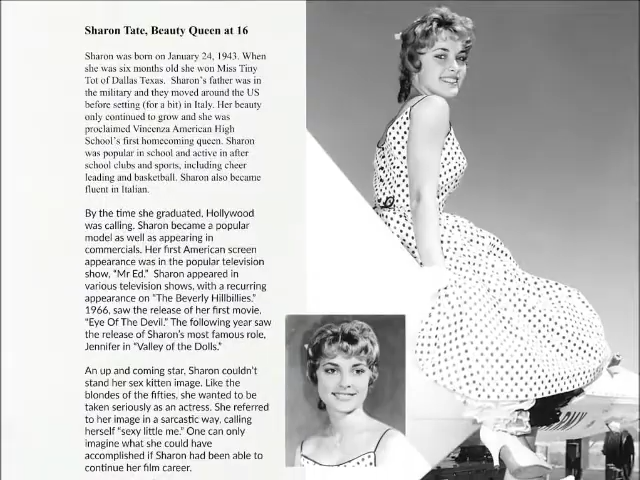 Sharon Tate, Beauty Queen at 16
Sharon was born on January 24, 1943. When
she was six months old she won Miss Tiny
Tot of Dallas Texas. Sharon's father was in
the military and they moved around the US
before setting (for a bit) in Italy. Her beauty
only continued to grow and she was
proclaimed Vincenza American High
School's first homecoming queen. Sharon
was popular in school and active in after
school clubs and sports, including cheer
leading and basketball. Sharon also became
fluent in Italian.
By the time she graduated, Hollywood
was calling. Sharon became a popular
model as well as appearing in
commercials. Her first American screen
appearance was in the popular television
show, "Mr Ed." Sharon appeared in
various television shows, with a recurring
appearance on "The Beverly Hillbillies."
1966, saw the release of her first movie,
"Eye Of The Devil." The following year saw
the release of Sharon's most famous role,
Jennifer in "Valley of the Dolls."
An up and coming star, Sharon couldn't
stand her sex kitten image. Like the
blondes of the fifties, she wanted to be
taken seriously as an actress. She referred
to her image in a sarcastic way, calling
herself "sexy little me." One can only
imagine what she could have
accomplished if Sharon had been able to
continue her film career.